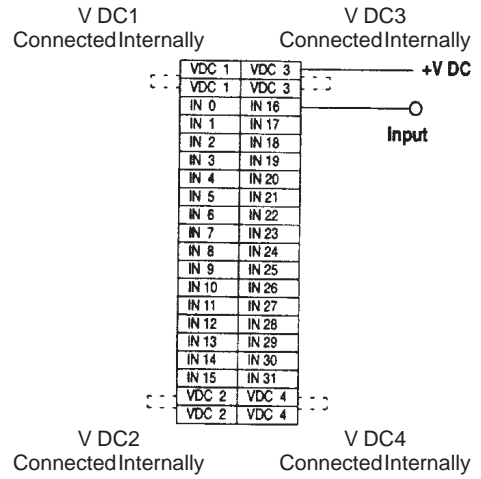 V DC1 V DC3
Connected Internally Connected Internally
VDC 1 VDC 3 +V DC
VDC 1 VDC 3
IN 0 IN 16
IN 1 IN 17 Input
IN 2 IN 18
IN 3 IN 19
IN 4 IN 20
IN 5 IN 21
IN 6 IN 22
IN 7 IN 23
IN 8 IN 24
IN 9 IN 25
IN 10 IN 26
IN 11 IN 27
IN 12 IN 28
IN 13 IN 29
IN 14 IN 30
IN 15 IN 31
VDC 2 VDC 4
VDC 2 VDC 4
V DC2 V DC4
Connected Internally Connected Internally